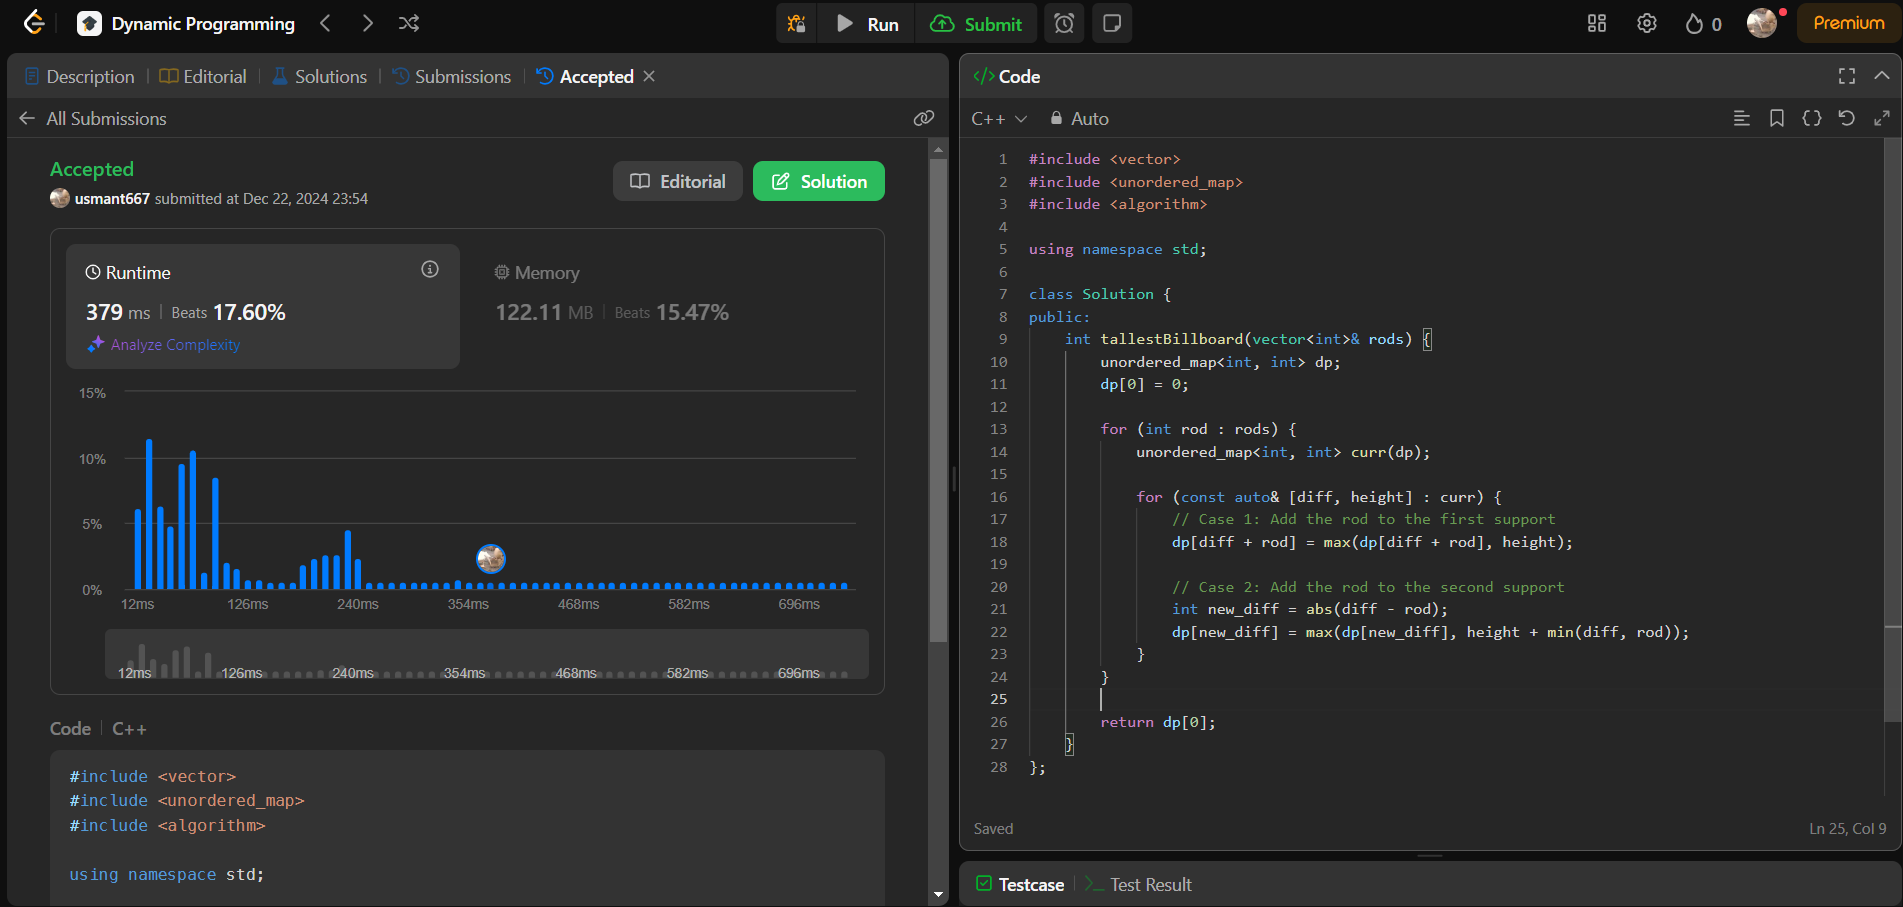 Dynamic Programming
Run
Submit
0
Premium
Description
Editorial
Solutions
Submissions
Accepted
All Submissions
Accepted
usmant667 submitted at Dec 22, 2024 23:54
Editorial
Solution
Runtime
379 ms | Beats 17.60%
Analyze Complexity
Memory
122.11 MB | Beats 15.47%
15%
10%
5%
0%
12ms 126ms 240ms 354ms 468ms 582ms 696ms
12ms 126ms 240ms 354ms 468ms 582ms 696ms
Code | C++
#include <vector>
#include <unordered_map>
#include <algorithm>
using namespace std;
</> Code
C++
Auto
1 #include <vector>
2 #include <unordered_map>
3 #include <algorithm>
4
5 using namespace std;
6
7 class Solution {
8 public:
9     int tallestBillboard(vector<int>& rods) {
10         unordered_map<int, int> dp;
11         dp[0] = 0;
12
13         for (int rod : rods) {
14             unordered_map<int, int> curr(dp);
15
16             for (const auto& [diff, height] : curr) {
17                 // Case 1: Add the rod to the first support
18                 dp[diff + rod] = max(dp[diff + rod], height);
19
20                 // Case 2: Add the rod to the second support
21                 int new_diff = abs(diff - rod);
22                 dp[new_diff] = max(dp[new_diff], height + min(diff, rod));
23             }
24         }
25
26         return dp[0];
27     }
28 };
Saved
Ln 25, Col 9
Testcase
Test Result